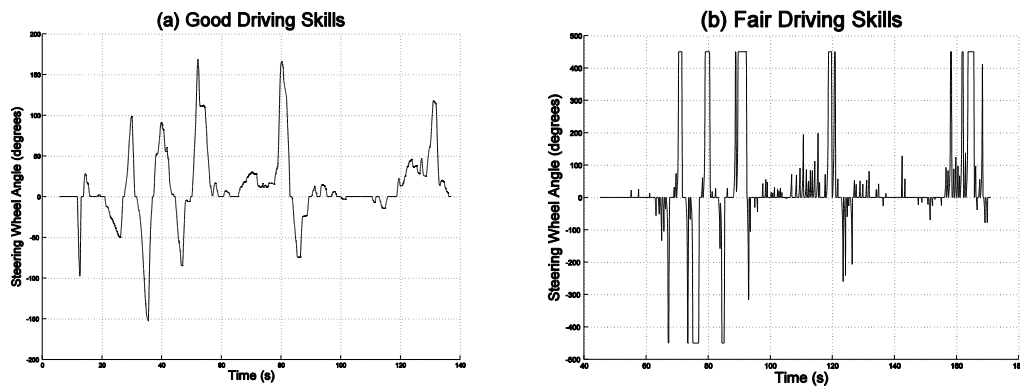 (a) Good Driving Skills
200
150
100
50
0
-50
-100
-150
-200
Steering Wheel Angle (degrees)
0 20 40 60 80 100 120 140
Time (s)
(b) Fair Driving Skills
500
400
300
200
100
0
-100
-200
-300
-400
-500
Steering Wheel Angle (degrees)
40 60 80 100 120 140 160 180
Time (s)